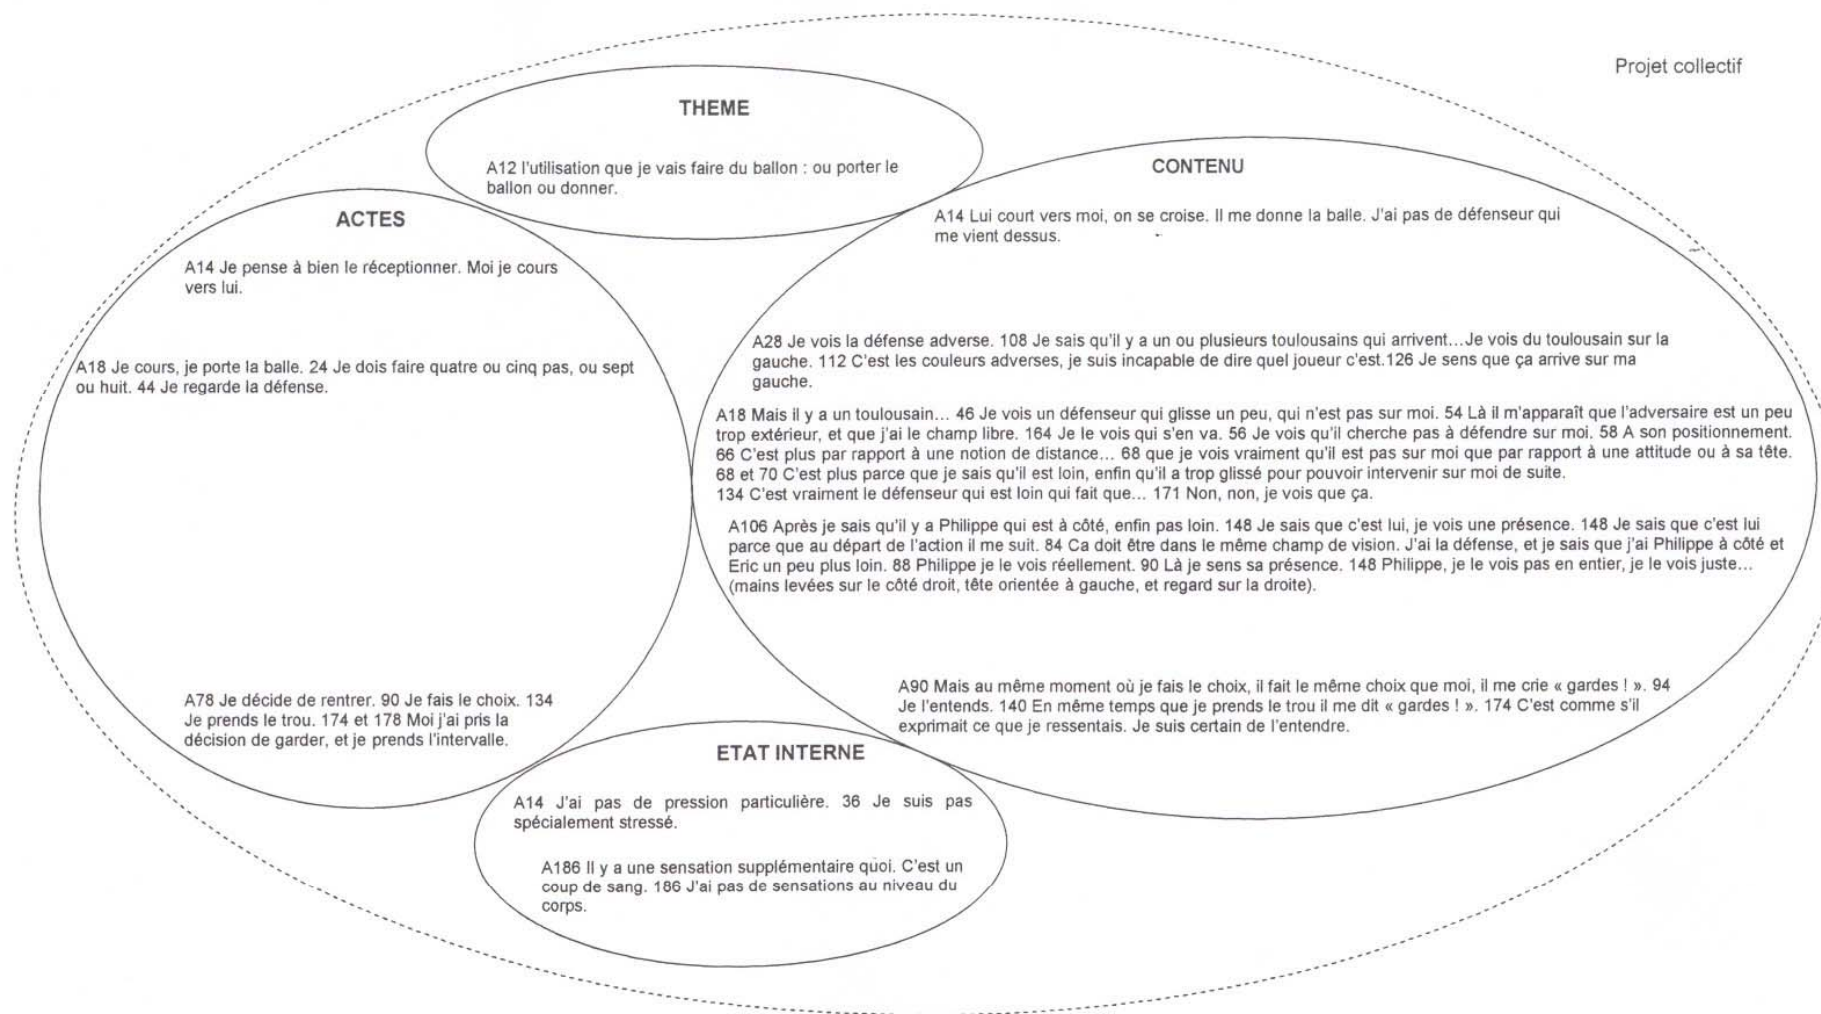 Projet collectif
THEME
A12 l'utilisation que je vais faire du ballon : ou porter le
ballon ou donner.
ACTES
A14 Je pense à bien le réceptionner. Moi je cours
vers lui.
A18 Je cours, je porte la balle. 24 Je dois faire quatre ou cinq pas, ou sept
ou huit. 44 Je regarde la défense.
A78 Je décide de rentrer. 90 Je fais le choix. 134
Je prends le trou. 174 et 178 Moi j'ai pris la
décision de garder, et je prends l'intervalle.
CONTENU
A14 Lui court vers moi, on se croise. Il me donne la balle. J'ai pas de défenseur qui
me vient dessus.
A28 Je vois la défense adverse. 108 Je sais qu'il y a un ou plusieurs toulousains qui arrivent…Je vois du toulousain sur la
gauche. 112 C'est les couleurs adverses, je suis incapable de dire quel joueur c'est.126 Je sens que ça arrive sur ma
gauche.
A18 Mais il y a un toulousain… 46 Je vois un défenseur qui glisse un peu, qui n'est pas sur moi. 54 Là il m'apparaît que l'adversaire est un peu
trop extérieur, et que j'ai le champ libre. 164 Je le vois qui s'en va. 56 Je vois qu'il cherche pas à défendre sur moi. 58 A son positionnement.
66 C'est plus par rapport à une notion de distance… 68 que je vois vraiment qu'il est pas sur moi que par rapport à une attitude ou à sa tête.
68 et 70 C'est plus parce que je sais qu'il est loin, enfin qu'il a trop glissé pour pouvoir intervenir sur moi de suite.
134 C'est vraiment le défenseur qui est loin qui fait que… 171 Non, non, je vois que ça.
A106 Après je sais qu'il y a Philippe qui est à côté, enfin pas loin. 148 Je sais que c'est lui, je vois une présence. 148 Je sais que c'est lui
parce que au départ de l'action il me suit. 84 Ca doit être dans le même champ de vision. J'ai la défense, et je sais que j'ai Philippe à côté et
Eric un peu plus loin. 88 Philippe je le vois réellement. 90 Là je sens sa présence. 148 Philippe, je le vois pas en entier, je le vois juste…
(mains levées sur le côté droit, tête orientée à gauche, et regard sur la droite).
A90 Mais au même moment où je fais le choix, il fait le même choix que moi, il me crie « gardes ! ». 94
Je l'entends. 140 En même temps que je prends le trou il me dit « gardes ! ». 174 C'est comme s'il
exprimait ce que je ressentais. Je suis certain de l'entendre.
ETAT INTERNE
A14 J'ai pas de pression particulière. 36 Je suis pas
spécialement stressé.
A186 Il y a une sensation supplémentaire quoi. C'est un
coup de sang. 186 J'ai pas de sensations au niveau du
corps.